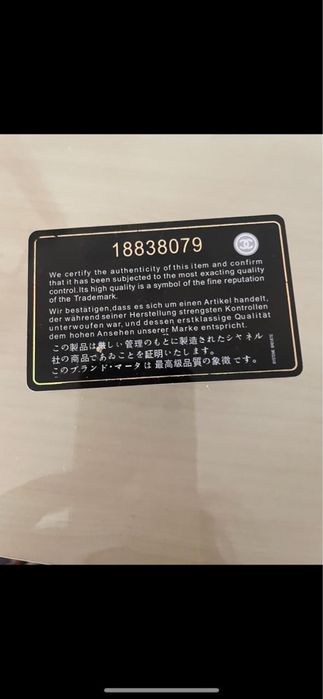 18838079
We certify the authenticity of this item and confirm
that it has been subjected to the most exacting quality
control.Its high quality is a symbol of the fine reputation
of the Trademark.
Wir bestätigen,dass es sich um einen Artikel handelt,
der während seiner Herstellung strengsten Kontrollen
unterwoufen war, und dessen erstklassige Qualität
dem hohen Ansehen unserer Marke entspricht.
この製品は厳しい管理のもとに製造されたシャネル
社の商品であることを証明いたします。
このブランド・マータは 最高級品質の象徴 です。